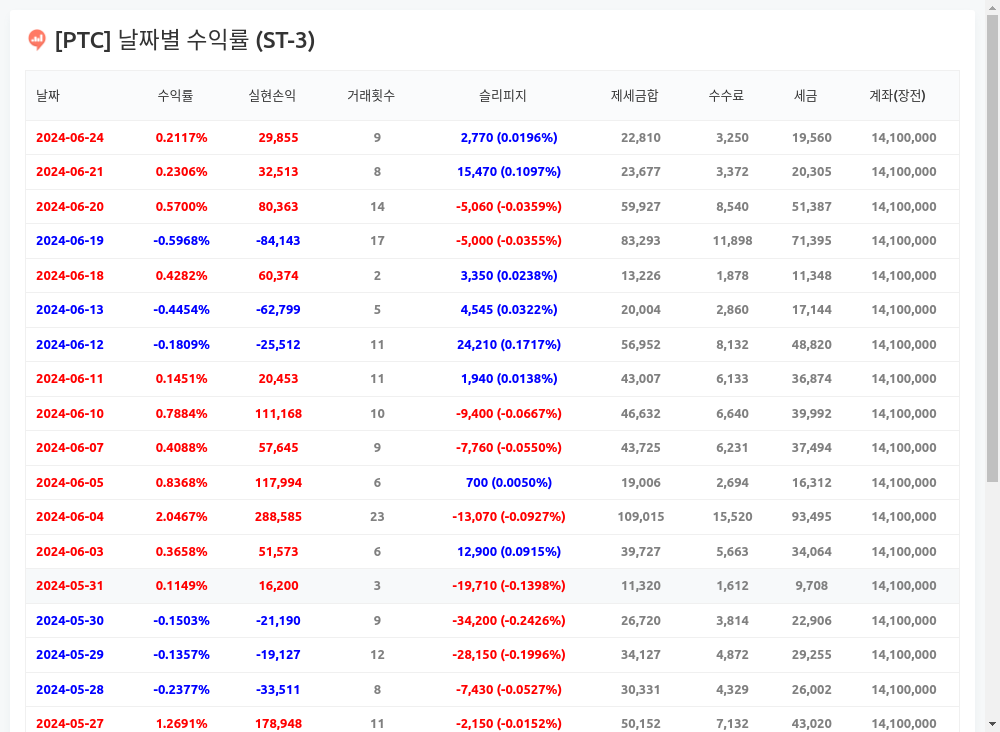 [PTC] 날짜별 수익률 (ST-3)
날짜 수익률 실현손익 거래횟수 슬리피지 제세금합 수수료 세금 계좌(장전)
2024-06-24 0.2117% 29,855 9 2,770 (0.0196%) 22,810 3,250 19,560 14,100,000
2024-06-21 0.2306% 32,513 8 15,470 (0.1097%) 23,677 3,372 20,305 14,100,000
2024-06-20 0.5700% 80,363 14 -5,060 (-0.0359%) 59,927 8,540 51,387 14,100,000
2024-06-19 -0.5968% -84,143 17 -5,000 (-0.0355%) 83,293 11,898 71,395 14,100,000
2024-06-18 0.4282% 60,374 2 3,350 (0.0238%) 13,226 1,878 11,348 14,100,000
2024-06-13 -0.4454% -62,799 5 4,545 (0.0322%) 20,004 2,860 17,144 14,100,000
2024-06-12 -0.1809% -25,512 11 24,210 (0.1717%) 56,952 8,132 48,820 14,100,000
2024-06-11 0.1451% 20,453 11 1,940 (0.0138%) 43,007 6,133 36,874 14,100,000
2024-06-10 0.7884% 111,168 10 -9,400 (-0.0667%) 46,632 6,640 39,992 14,100,000
2024-06-07 0.4088% 57,645 9 -7,760 (-0.0550%) 43,725 6,231 37,494 14,100,000
2024-06-05 0.8368% 117,994 6 700 (0.0050%) 19,006 2,694 16,312 14,100,000
2024-06-04 2.0467% 288,585 23 -13,070 (-0.0927%) 109,015 15,520 93,495 14,100,000
2024-06-03 0.3658% 51,573 6 12,900 (0.0915%) 39,727 5,663 34,064 14,100,000
2024-05-31 0.1149% 16,200 3 -19,710 (-0.1398%) 11,320 1,612 9,708 14,100,000
2024-05-30 -0.1503% -21,190 9 -34,200 (-0.2426%) 26,720 3,814 22,906 14,100,000
2024-05-29 -0.1357% -19,127 12 -28,150 (-0.1996%) 34,127 4,872 29,255 14,100,000
2024-05-28 -0.2377% -33,511 8 -7,430 (-0.0527%) 30,331 4,329 26,002 14,100,000
2024-05-27 1.2691% 178,948 11 -2,150 (-0.0152%) 50,152 7,132 43,020 14,100,000